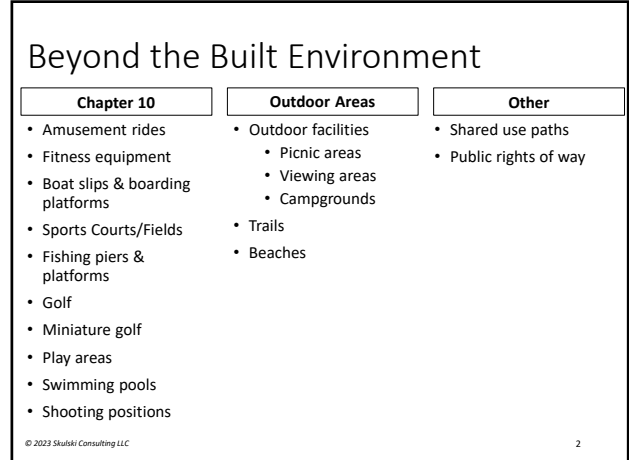 Beyond the Built Environment
Chapter 10
• Amusement rides
• Fitness equipment
• Boat slips & boarding
platforms
• Sports Courts/Fields
• Fishing piers &
platforms
• Golf
• Miniature golf
• Play areas
• Swimming pools
• Shooting positions
Outdoor Areas
• Outdoor facilities
• Picnic areas
• Viewing areas
• Campgrounds
• Trails
• Beaches
Other
• Shared use paths
• Public rights of way
© 2023 Skulski Consulting LLC
2